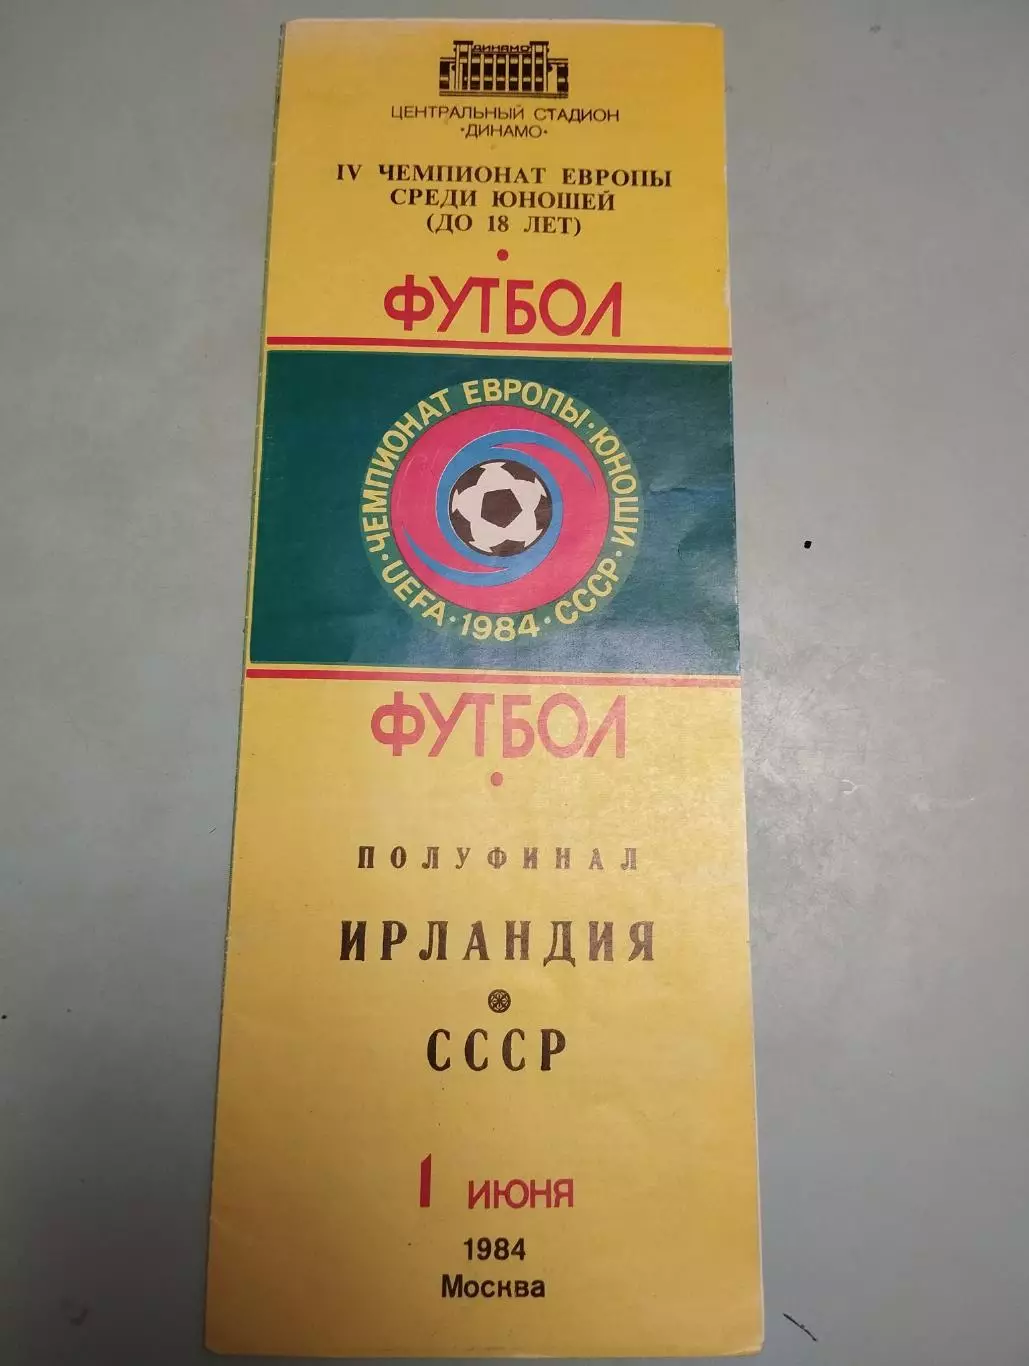 ДИНАМО
ЦЕНТРАЛЬНЫЙ СТАДИОН
•ДИНАМО•
IV ЧЕМПИОНАТ ЕВРОПЫ
СРЕДИ ЮНОШЕЙ
(ДО 18 ЛЕТ)
ФУТБОЛ
•ЧЕМПИОНАТ ЕВРОПЫ•ЮНОШИ•СССР•
UEFA•1984•
ФУТБОЛ
ПОЛУФИНАЛ
ИРЛАНДИЯ
СССР
1 ИЮНЯ
1984
Москва